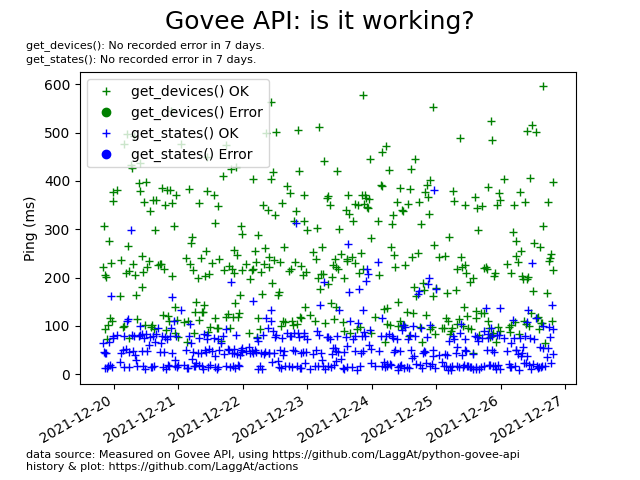 Govee API: is it working?
get_devices(): No recorded error in 7 days.
get_states(): No recorded error in 7 days.
get_devices() OK
get_devices() Error
get_states() OK
get_states() Error
Ping (ms)
600
500
400
300
200
100
0
2021-12-20
2021-12-21
2021-12-22
2021-12-23
2021-12-24
2021-12-25
2021-12-26
2021-12-27
data source: Measured on Govee API, using https://github.com/LaggAt/python-govee-api
history & plot: https://github.com/LaggAt/actions